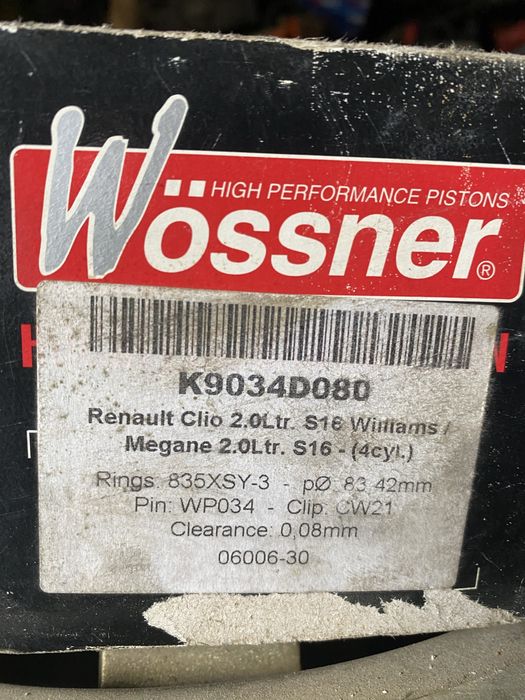 HIGH PERFORMANCE PISTONS
Wössner®
K9034D080
Renault Clio 2.0Ltr. S16 Williams /
Megane 2.0Ltr. S16 - (4cyl.)
Rings: 835XSY-3 - pØ: 83.42mm
Pin: WP034 - Clip: CW21
Clearance: 0,08mm
06006-30